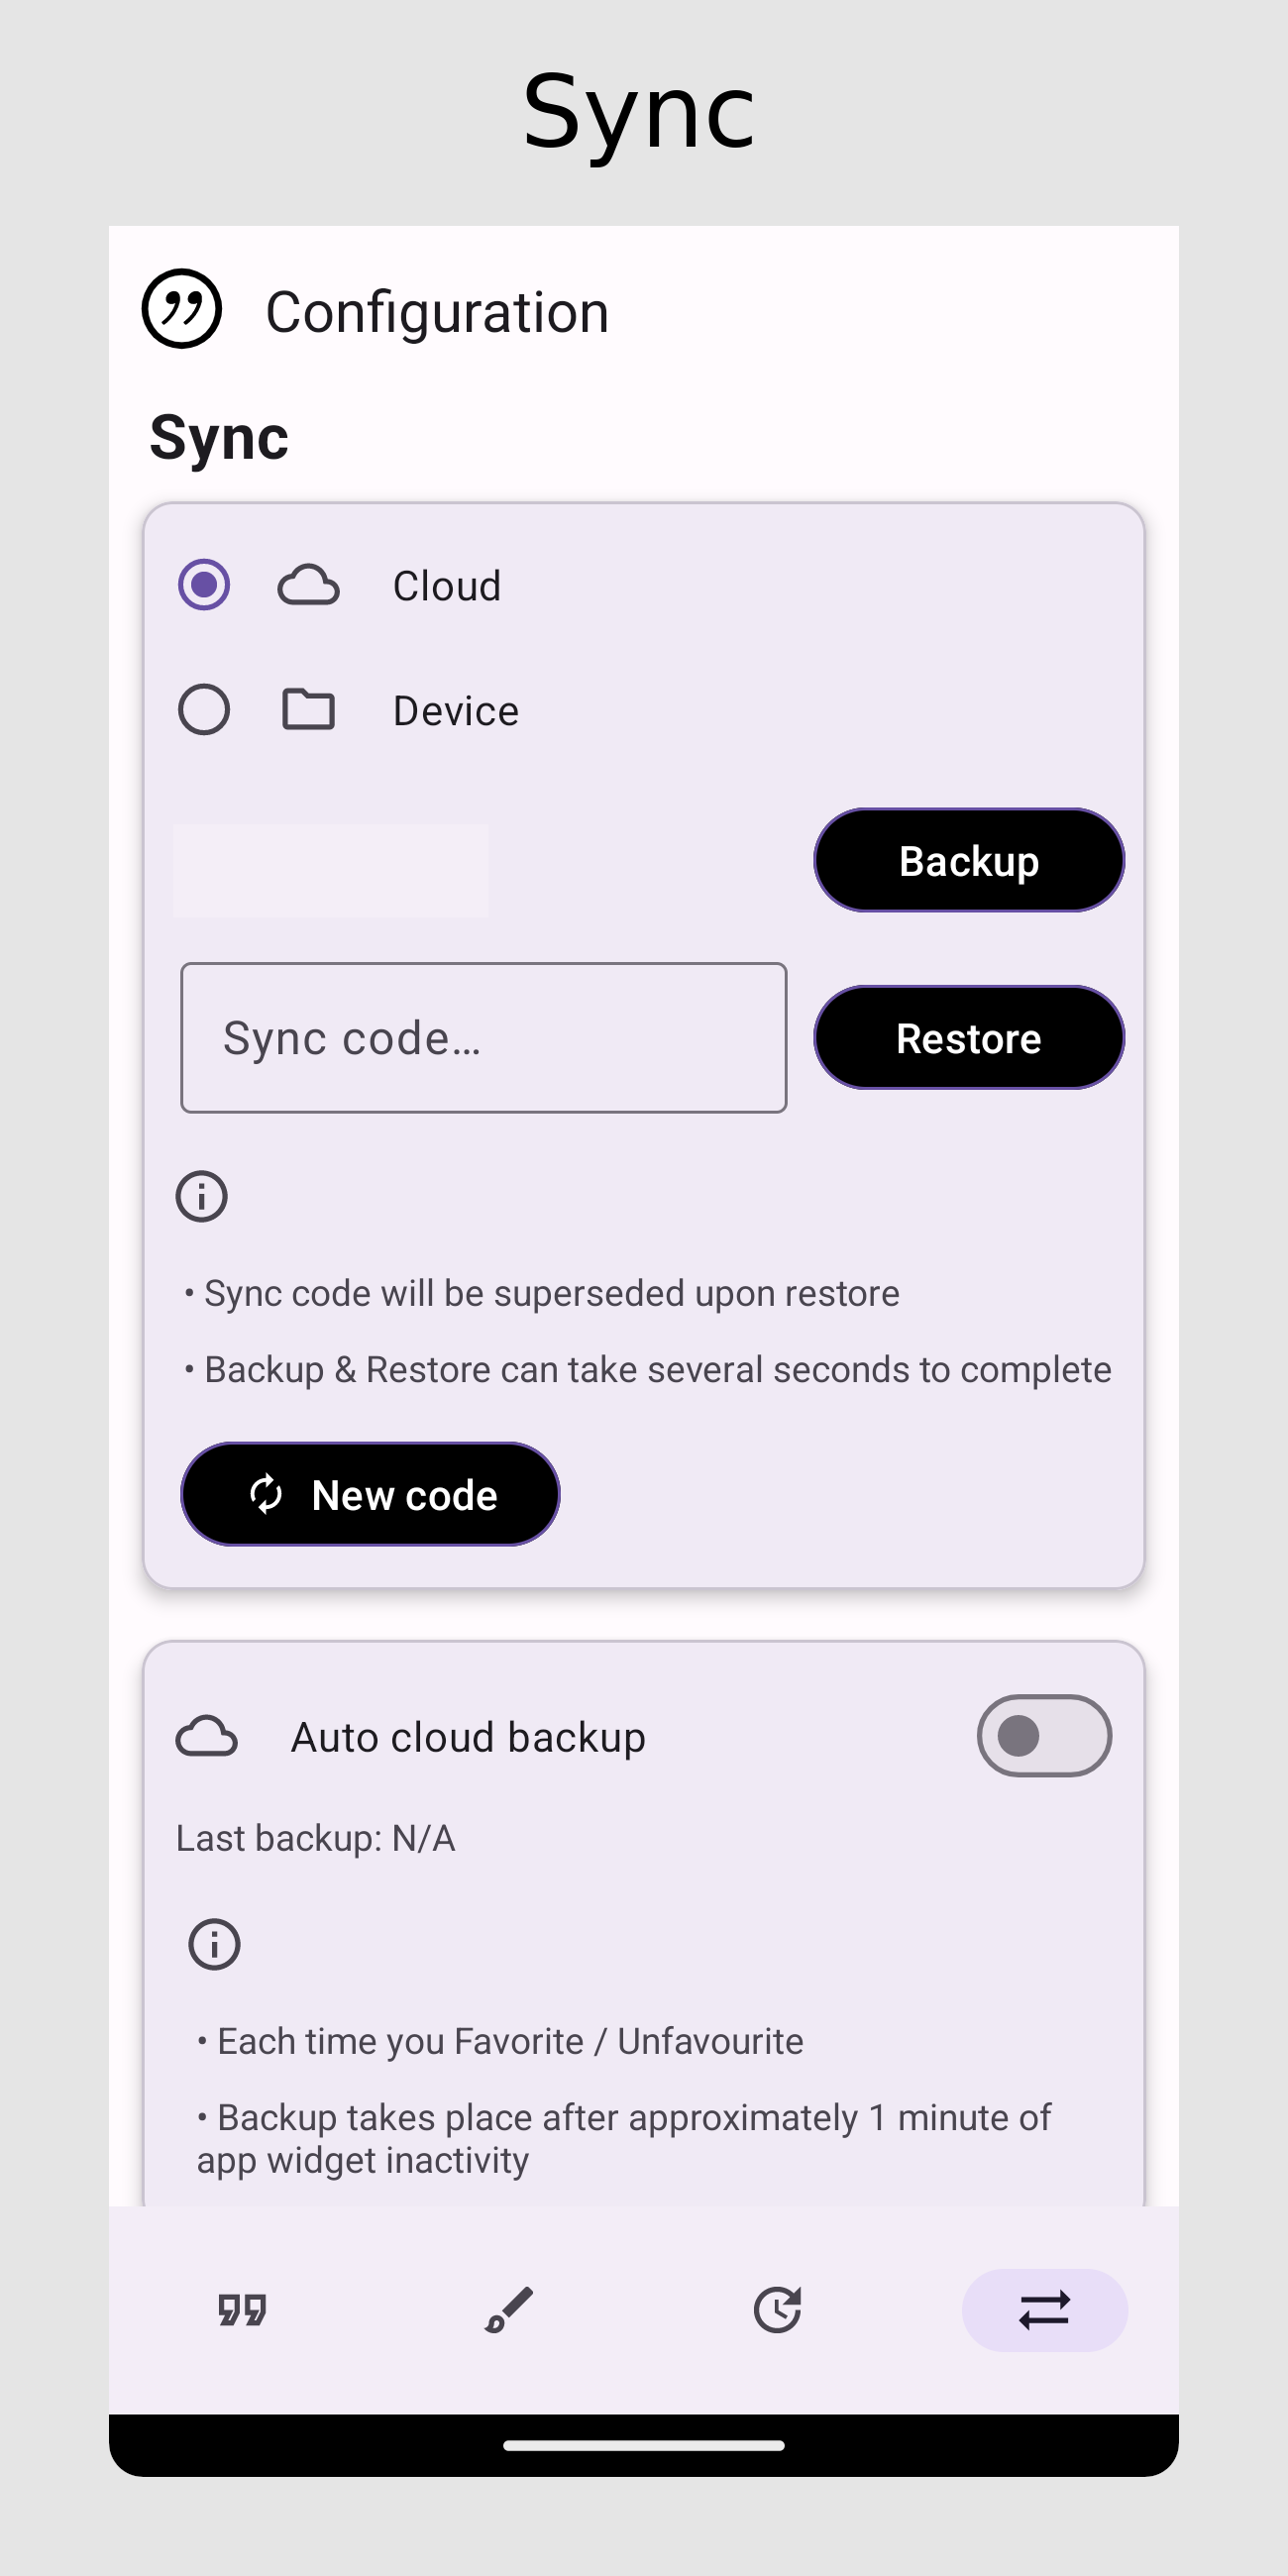 Sync
Configuration
Sync
Cloud
Device
Backup
Sync code…
Restore
• Sync code will be superseded upon restore
• Backup & Restore can take several seconds to complete
New code
Auto cloud backup
Last backup: N/A
• Each time you Favorite / Unfavourite
• Backup takes place after approximately 1 minute of
app widget inactivity